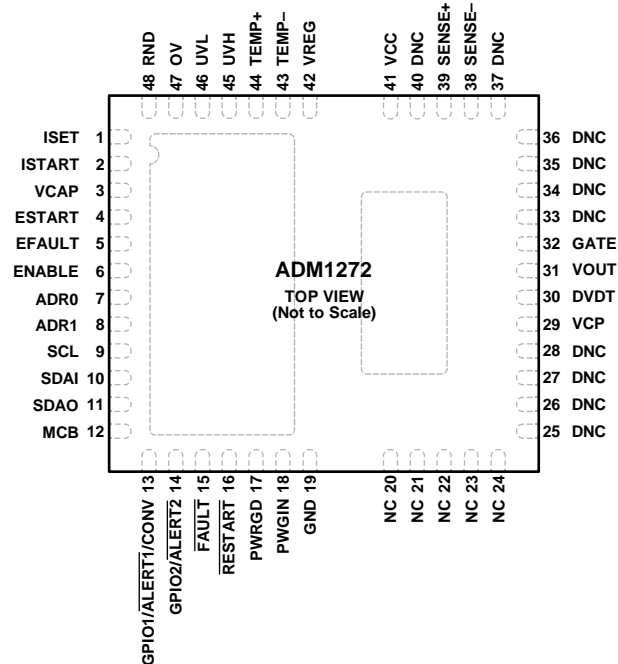 48 RND
47 OV
46 UVL
45 UVH
44 TEMP+
43 TEMP–
42 VREG
41 VCC
40 DNC
39 SENSE+
38 SENSE–
37 DNC
ISET 1
ISTART 2
VCAP 3
ESTART 4
EFAULT 5
ENABLE 6
ADR0 7
ADR1 8
SCL 9
SDAI 10
SDAO 11
MCB 12
ADM1272
TOP VIEW
(Not to Scale)
36 DNC
35 DNC
34 DNC
33 DNC
32 GATE
31 VOUT
30 DVDT
29 VCP
28 DNC
27 DNC
26 DNC
25 DNC
GPIO1/ALERT1/CONV 13
GPIO2/ALERT2 14
FAULT 15
RESTART 16
PWRGD 17
PWGIN 18
GND 19
NC 20
NC 21
NC 22
NC 23
NC 24